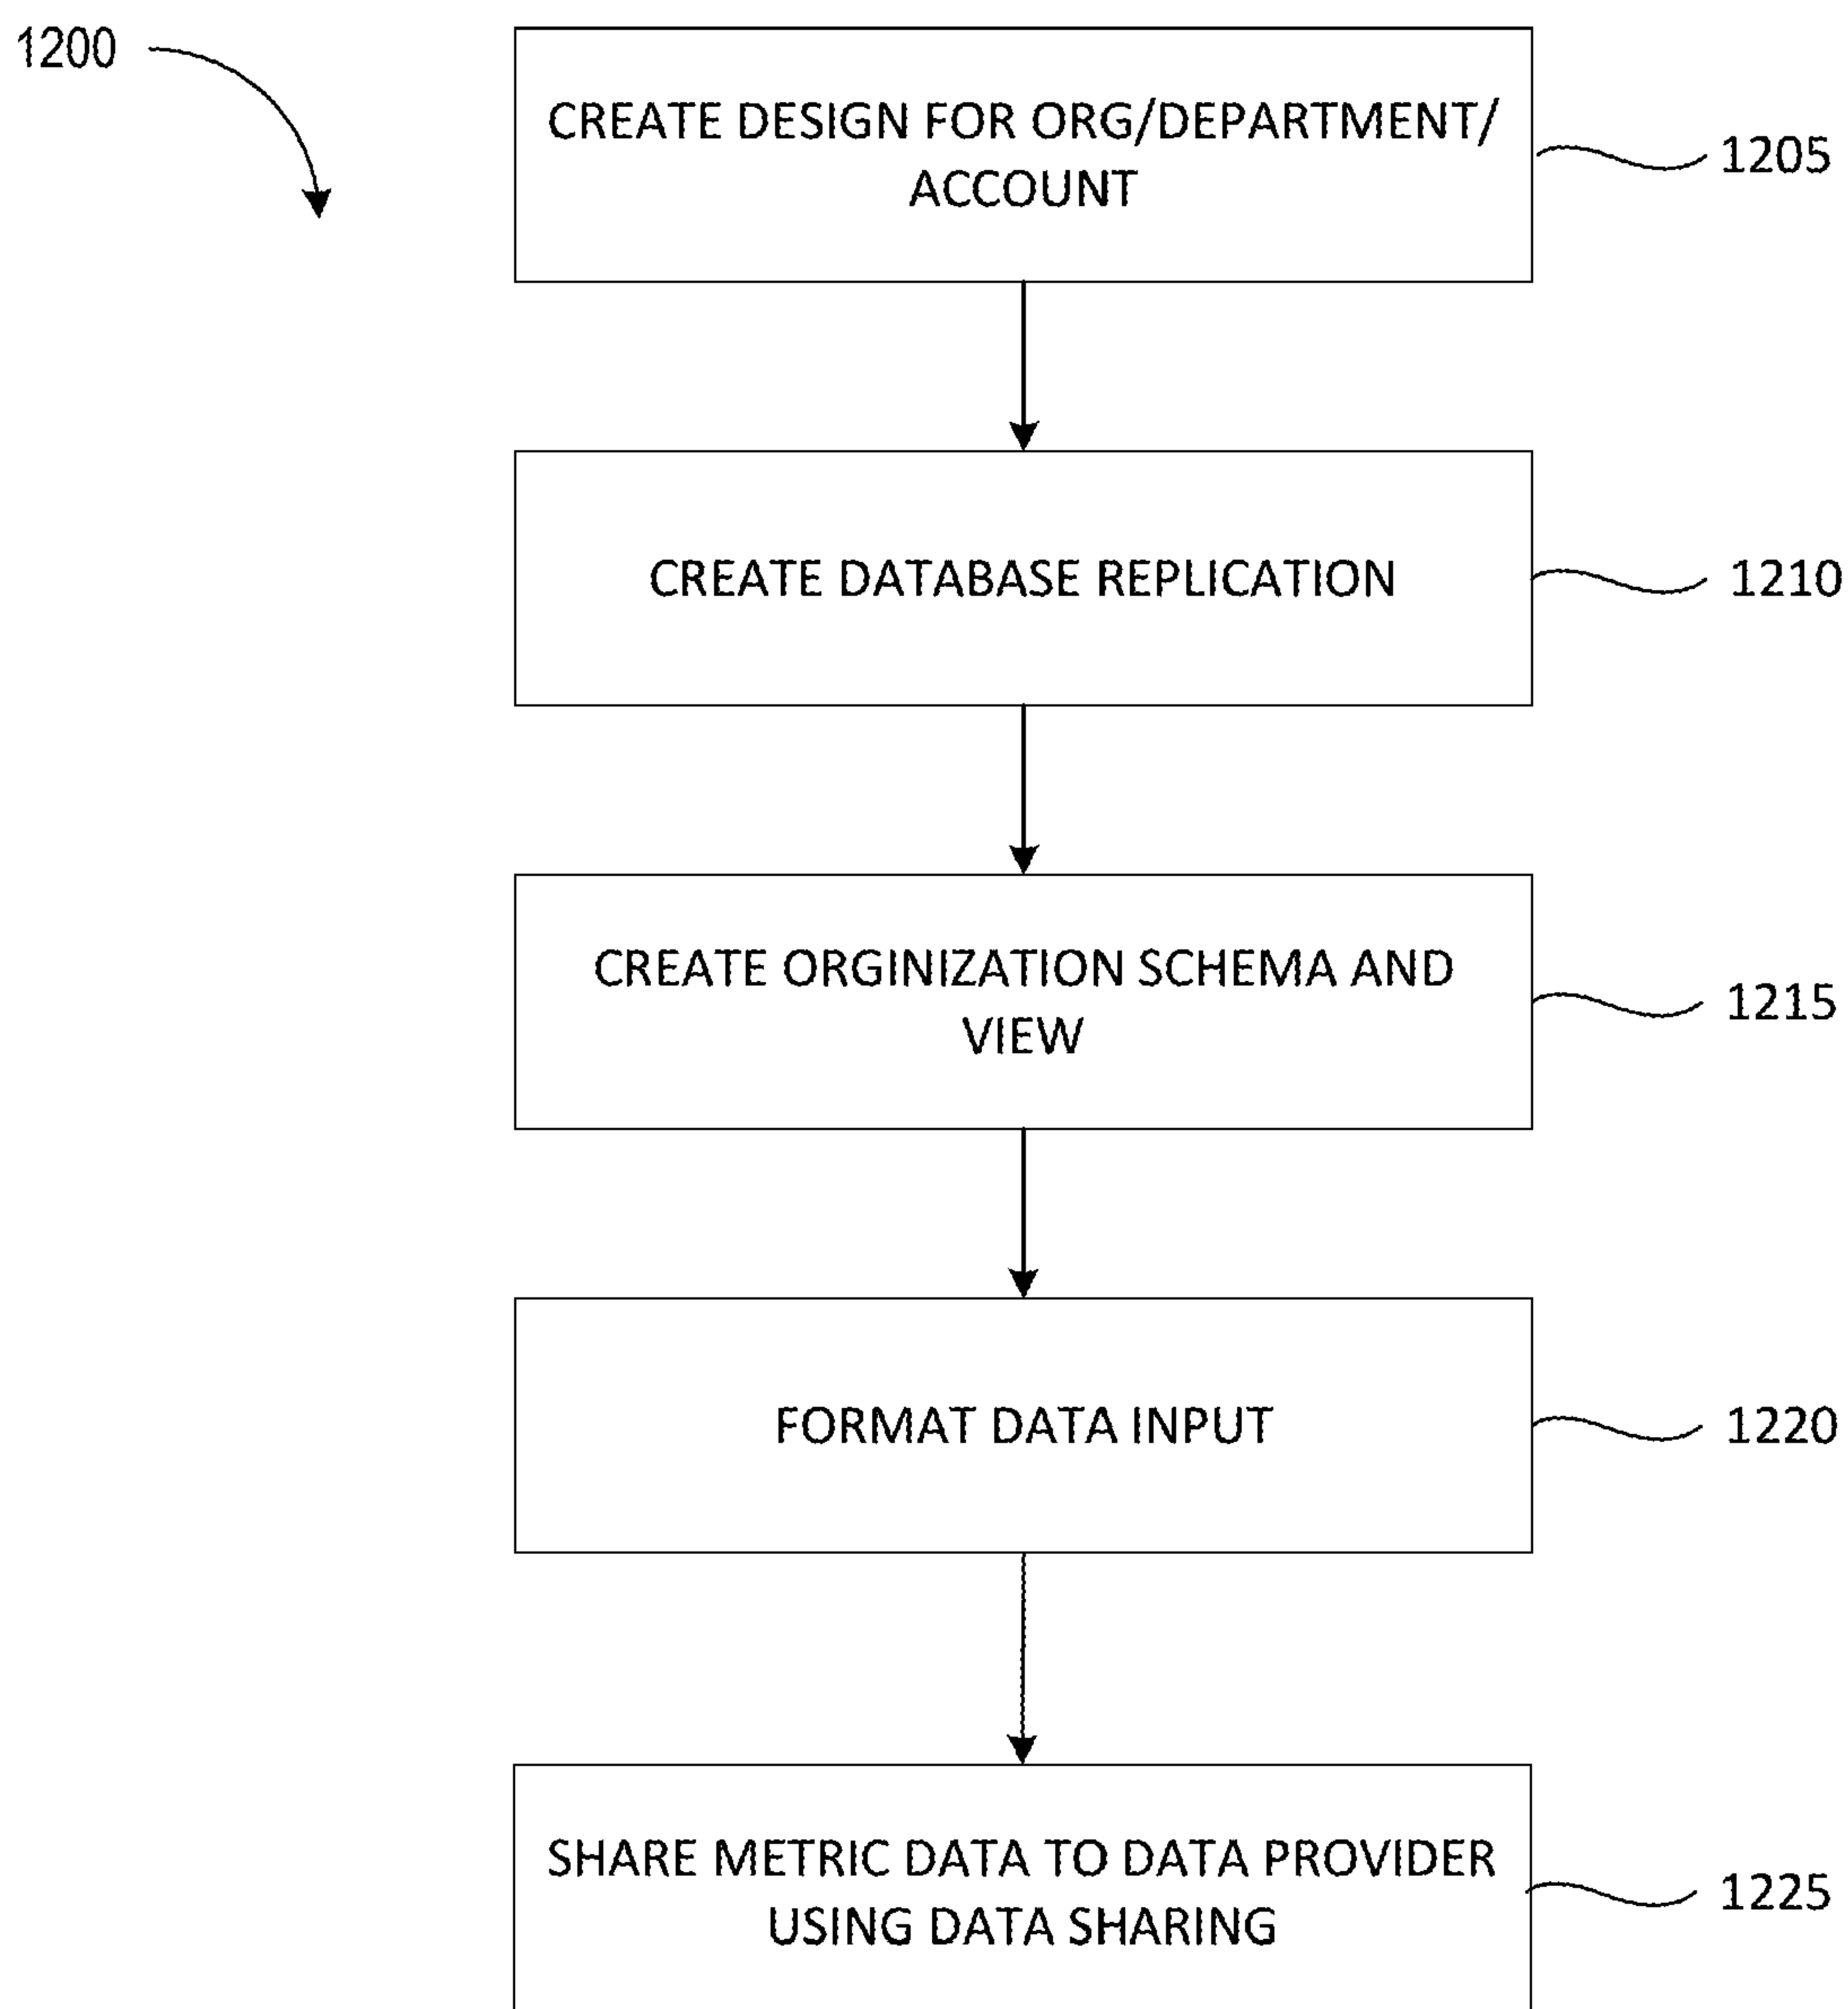 1200
CREATE DESIGN FOR ORG/DEPARTMENT/
ACCOUNT
1205
CREATE DATABASE REPLICATION
1210
CREATE ORGINIZATION SCHEMA AND
VIEW
1215
FORMAT DATA INPUT
1220
SHARE METRIC DATA TO DATA PROVIDER
USING DATA SHARING
1225